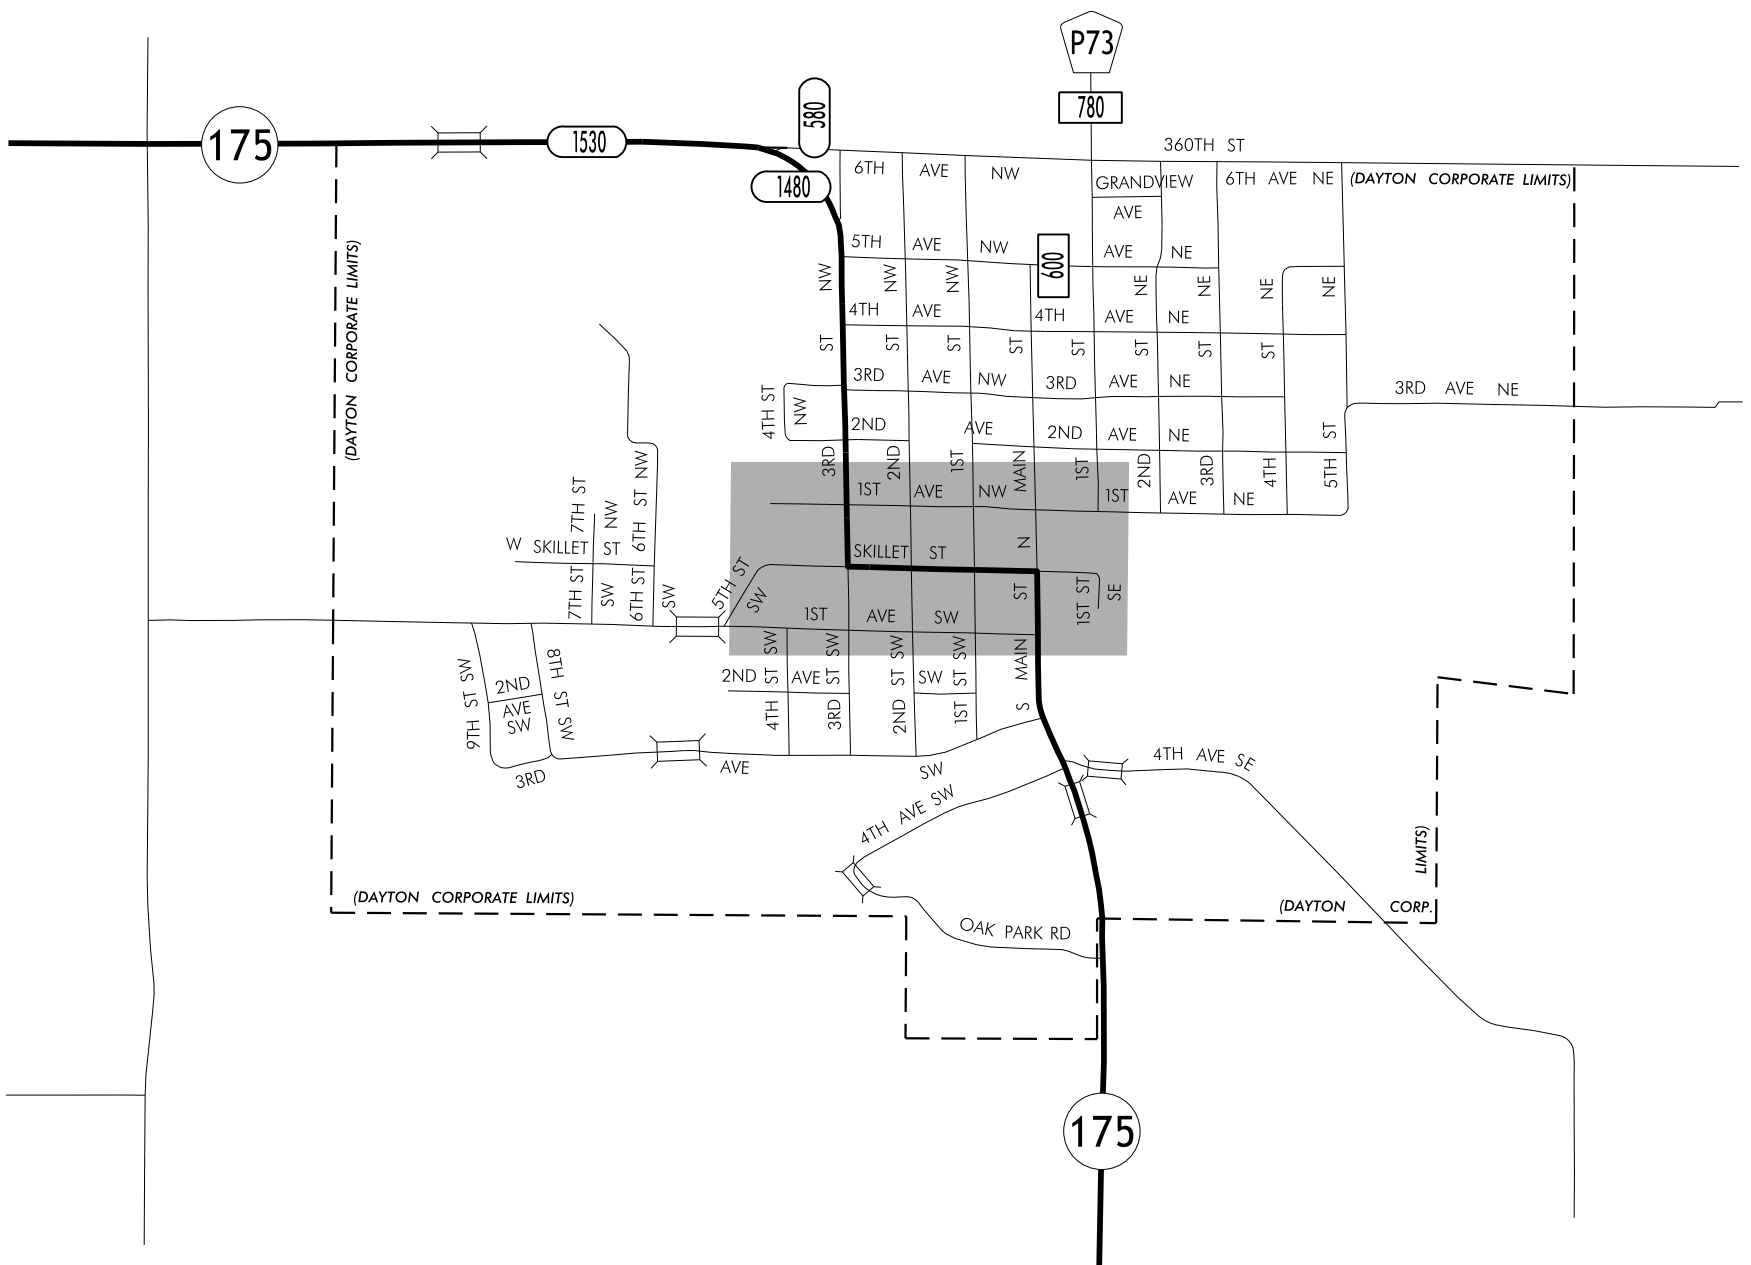 P73
780
580
175
1530
1480
360TH ST
6TH AVE NW
GRANDVIEW
AVE
6TH AVE NE
(DAYTON CORPORATE LIMITS)
5TH AVE NW
600
AVE NE
(DAYTON CORPORATE LIMITS)
NW
NW
NW
NE
NE
NE
NE
4TH AVE
4TH AVE NE
ST
ST
ST
ST
ST
ST
ST
ST
3RD AVE NW
3RD AVE NE
3RD AVE NE
4TH ST
NW
2ND AVE
2ND AVE NE
ST
3RD
2ND
1ST
MAIN
1ST
2ND
3RD
4TH
5TH
1ST AVE NW
1ST AVE NE
7TH ST
NW
6TH ST NW
W SKILLET ST
SKILLET ST
N
7TH ST
SW
6TH ST
SW
5TH ST
SW
ST
1ST ST
SE
1ST AVE SW
9TH ST SW
8TH ST SW
2ND
AVE
SW
2ND AVE SW
4TH ST SW
3RD ST SW
2ND ST SW
1ST ST SW
S MAIN
3RD AVE SW
4TH AVE SE
4TH AVE SW
LIMITS)
(DAYTON CORPORATE LIMITS)
(DAYTON CORP.
OAK PARK RD
175